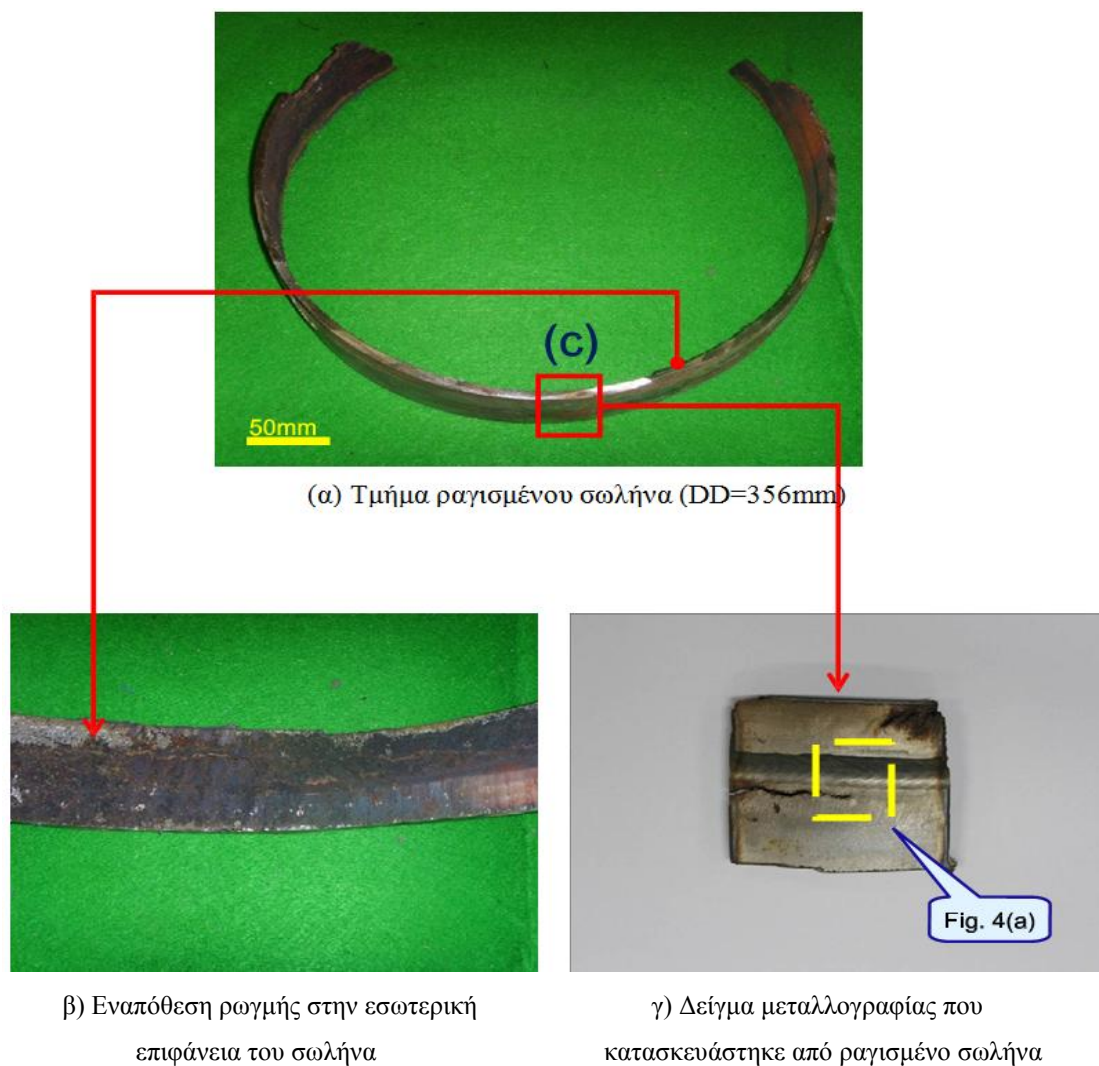 (C)
50mm
(α) Τμήμα ραγισμένου σωλήνα (DD=356mm)
Fig. 4(a)
β) Εναπόθεση ρωγμής στην εσωτερική
επιφάνεια του σωλήνα
γ) Δείγμα μεταλλογραφίας που
κατασκευάστηκε από ραγισμένο σωλήνα